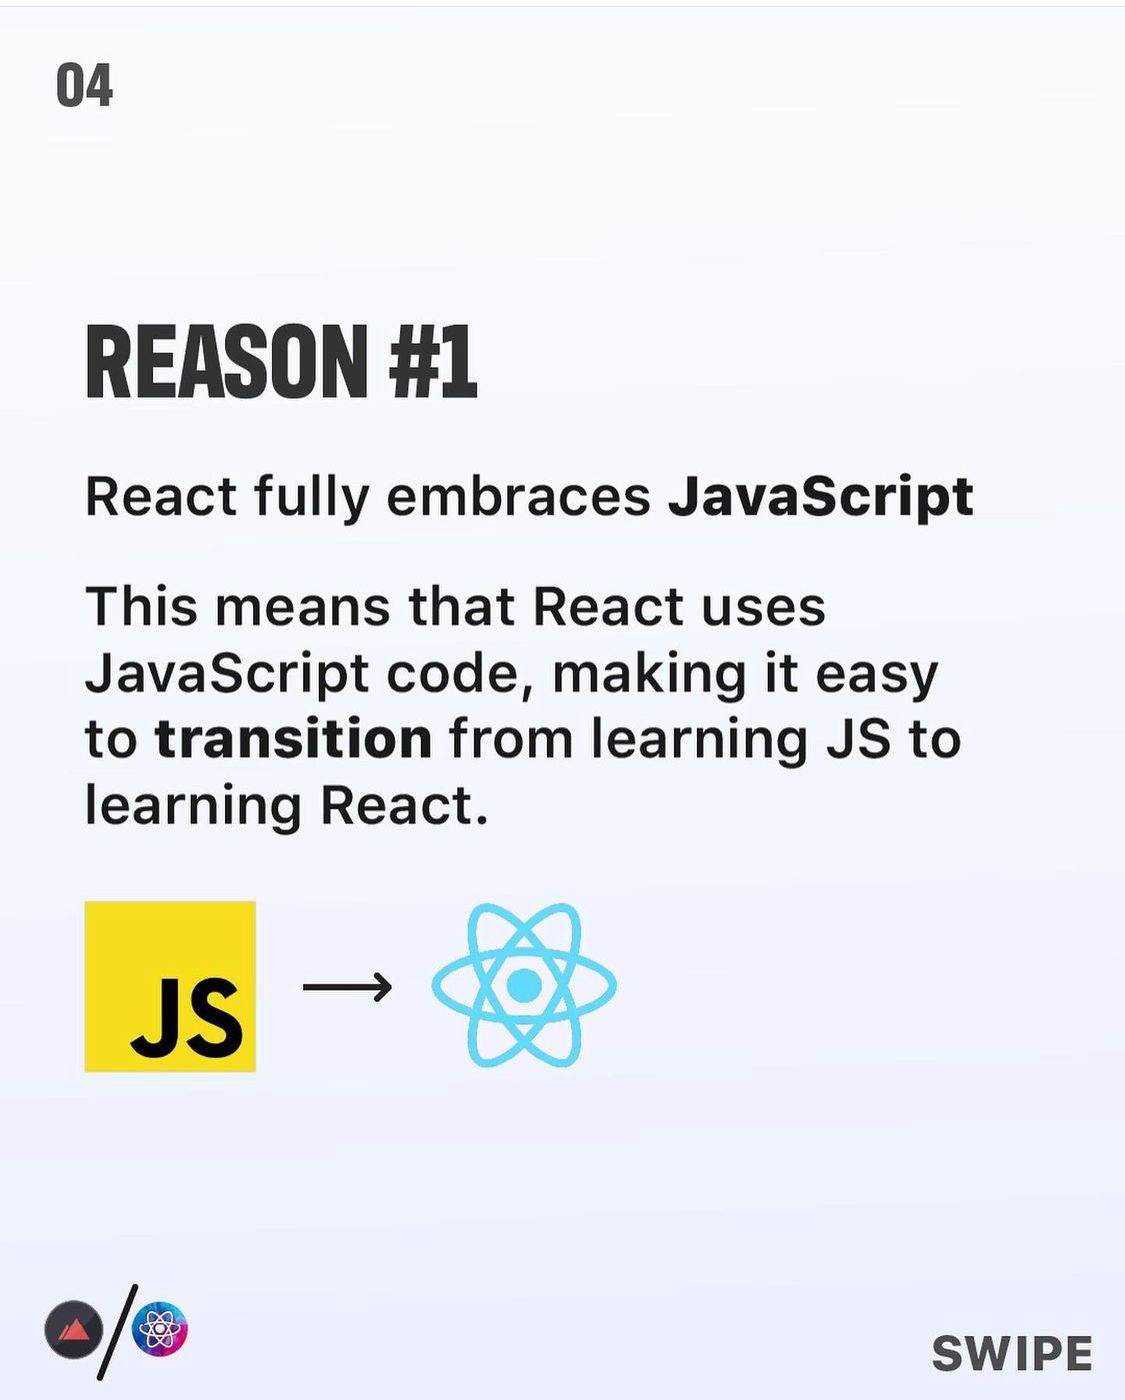 04
REASON #1
React fully embraces JavaScript
This means that React uses
JavaScript code, making it easy
to transition from learning JS to
learning React.
JS
SWIPE